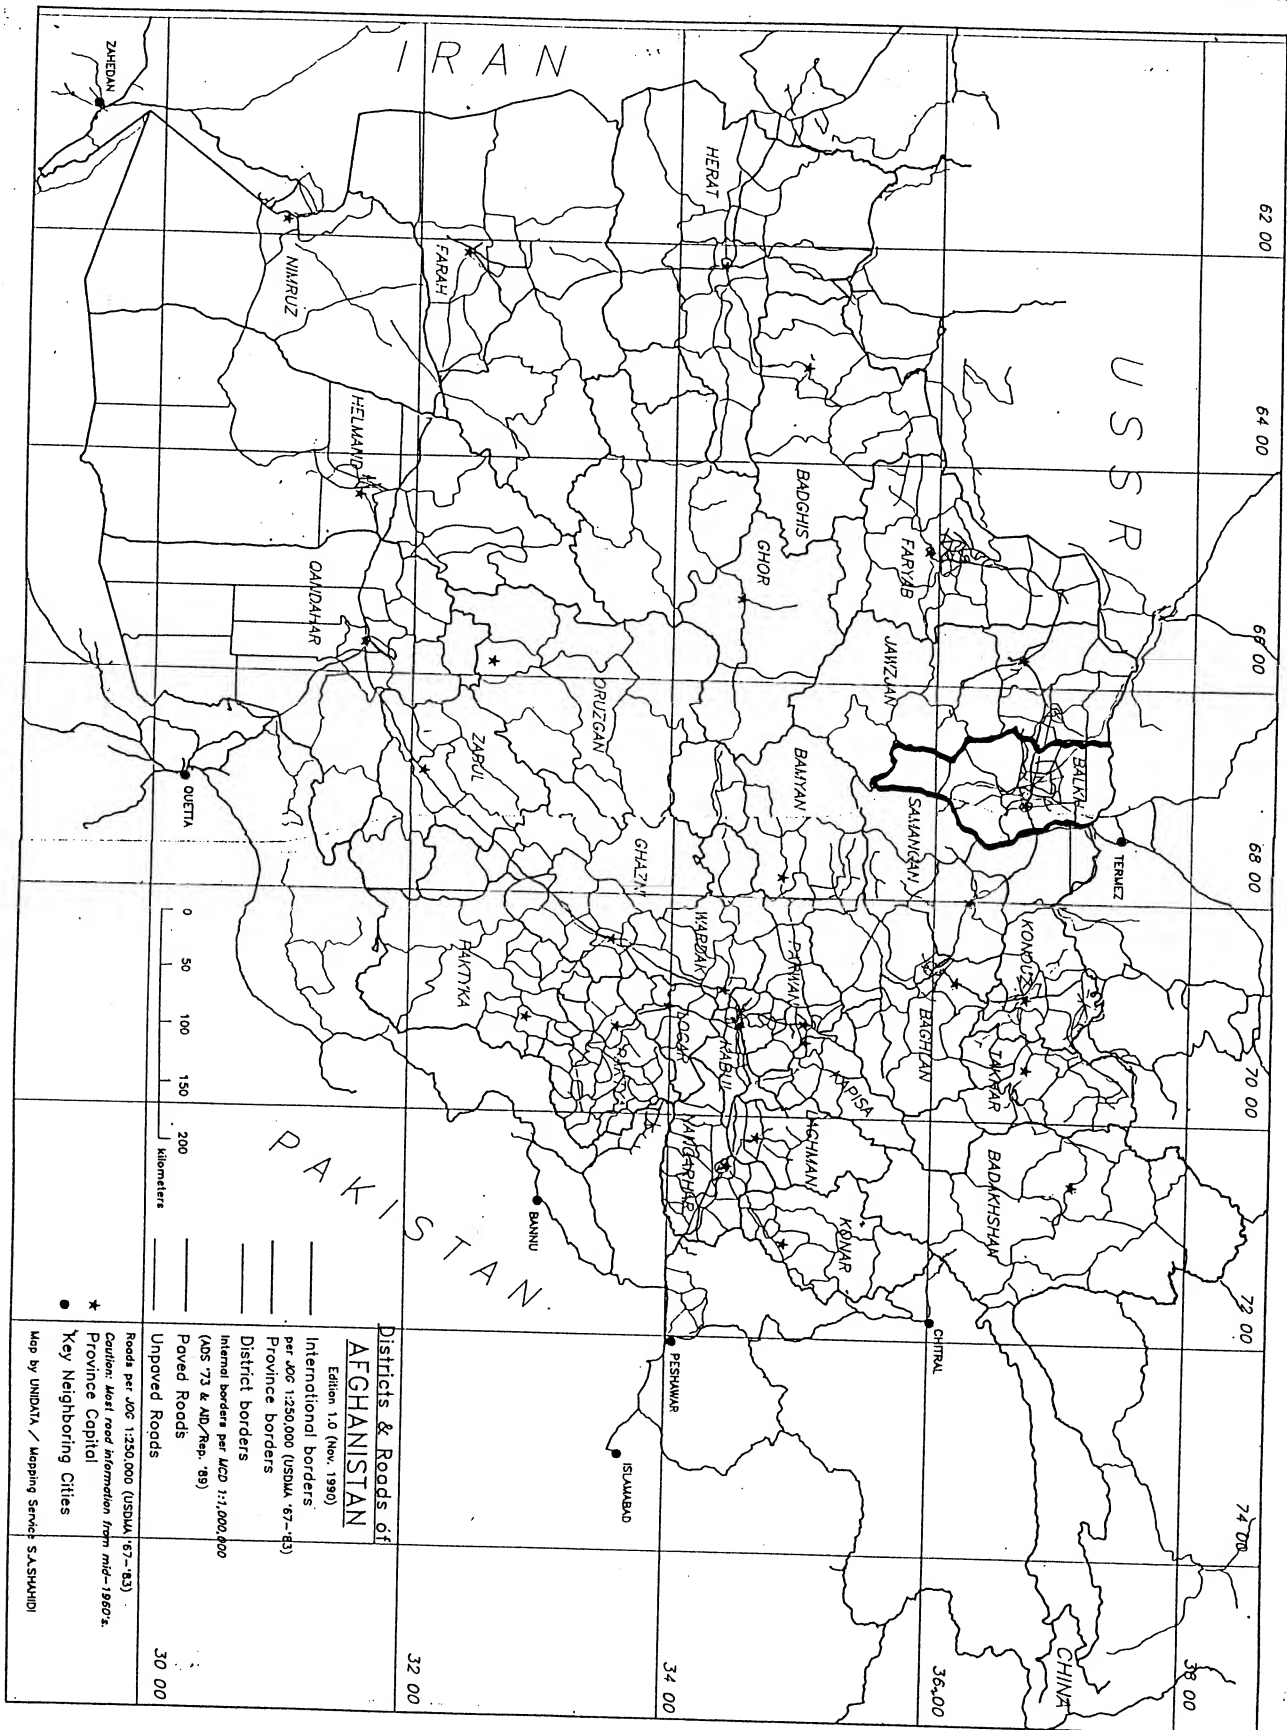 IRAN
USSR
CHINA
PAKISTAN
62 00
64 00
66 00
68 00
70 00
72 00
74 00
38 00
36 00
34 00
32 00
30 00
ZAHEDAN
TERMEZ
QUETTA
BANNU
PESHAWAR
ISLAMABAD
CHITRAL
HERAT
FARAH
NIMRUZ
HELMAND
QANDAHAR
BADGHIS
GHOR
FARYAB
JAWZJAN
BALKH
SAMANGAN
BAMYAN
ORUZGAN
ZABUL
GHAZNI
PAKTYKA
WARDAK
PARWAN
LOGAR
KABUL
KAPISA
LAGHMAN
NANGARHAR
KONAR
KONDUZ
BAGHLAN
TAKHAR
BADAKHSHAN
0 50 100 150 200
kilometers
Districts & Roads of
AFGHANISTAN
Edition 1.0 (Nov. 1990)
International borders
per JOG 1:250,000 (USDMA '67-'83)
Province borders
District borders
Internal borders per MCD 1:1,000,000
(ADS '73 & AID/Rep. '89)
Paved Roads
Unpaved Roads
Roads per JOG 1:250,000 (USDMA '67-'83)
Caution: Most road information from mid-1960's.
Province Capital
Key Neighboring Cities
Map by UNIDATA / Mapping Service S.A.SHAHIDI